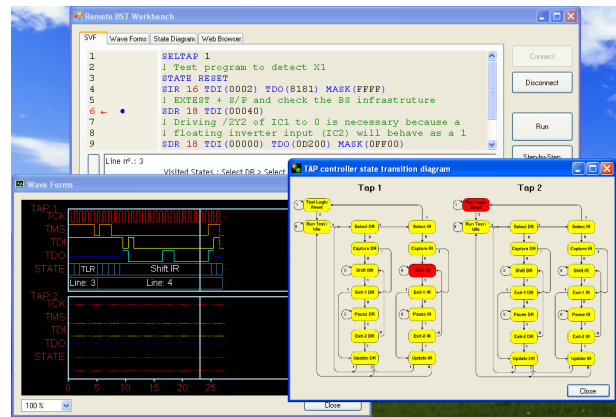 Remote BST Workbench
SVF Wave Forms State Diagram Web Browser
1 SELTAP 1
2 ! Test program to detect X1
3 STATE RESET
4 SIR 16 TDI(0002) TDO(8181) MASK(FFFF)
5 ! EXTEST + S/P and check the BS infrastruture
6 SDR 18 TDI(00040)
7 ! Driving /2Y2 of IC1 to 0 is necessary because a
8 ! floating inverter input (IC2) will behave as a 1
9 SDR 18 TDI(00000) TDO(0D200) MASK(0FF00)
Connect
Disconnect
Run
Step-by-Step
Line nº.: 3
Visited States : Select DR > Select
Wave Forms
TAP 1
TCK
TMS
TDI
TDO
STATE TLR Shift IR
Line: 3 Line: 4
TAP 2
TCK
TMS
TDI
TDO
STATE
0 5 10 15 20 25
100 %
Close
TAP controller state transition diagram
Tap 1 Tap 2
Test Logic Reset
Run Test / Idle
Select DR Select IR
Capture DR Capture IR
Shift DR Shift IR
Exit-1 DR Exit-1 IR
Pause DR Pause IR
Exit-2 DR Exit-2 IR
Update DR Update IR
Test Logic Reset
Run Test / Idle
Select DR Select IR
Capture DR Capture IR
Shift DR Shift IR
Exit-1 DR Exit-1 IR
Pause DR Pause IR
Exit-2 DR Exit-2 IR
Update DR Update IR
Close